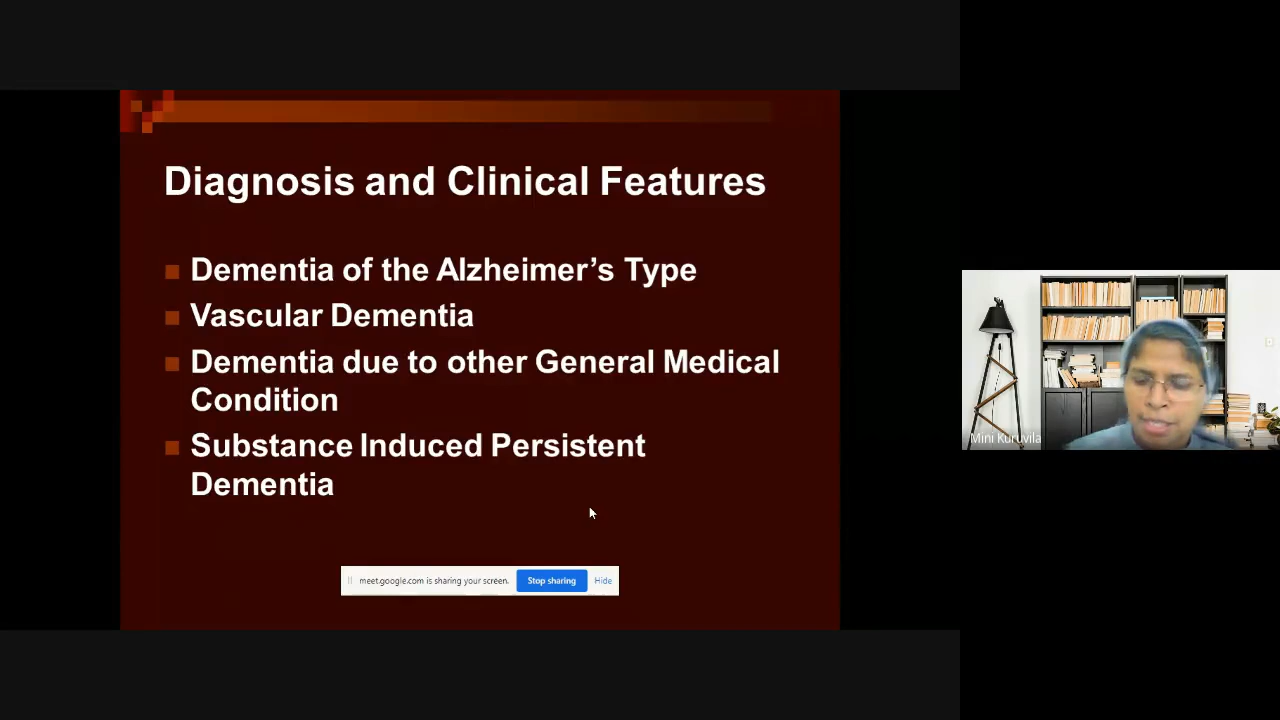 Diagnosis and Clinical Features
Dementia of the Alzheimer’s Type
Vascular Dementia
Dementia due to other General Medical
Condition
Substance Induced Persistent
Dementia
meet.google.com is sharing your screen. Stop sharing Hide
Mini Kuruvila